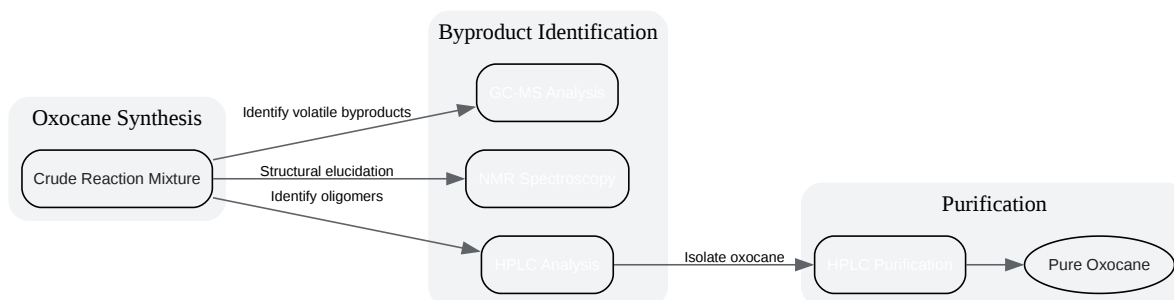 Oxocane Synthesis
Crude Reaction Mixture
Identify volatile byproducts
Structural elucidation
Identify oligomers
Byproduct Identification
GC-MS Analysis
NMR Spectroscopy
HPLC Analysis
Isolate oxocane
Purification
HPLC Purification
Pure Oxocane